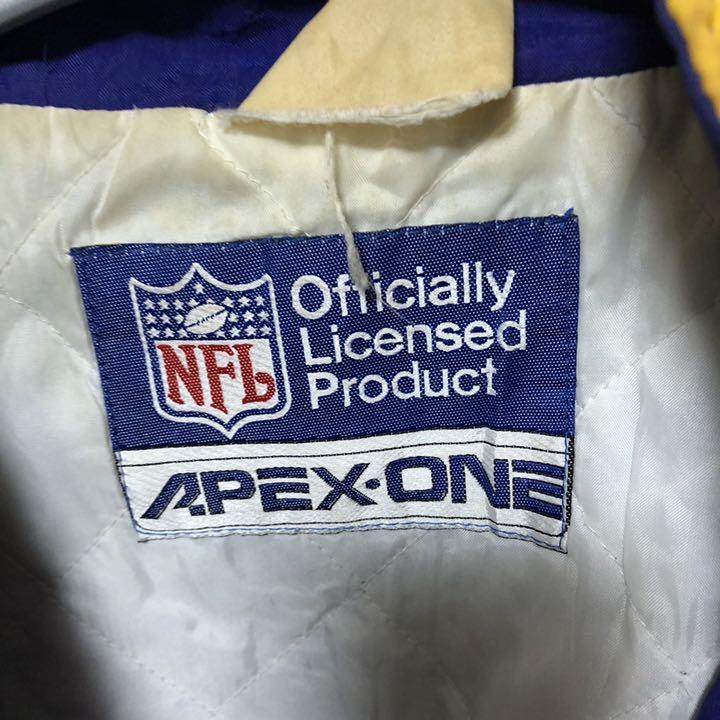 NFL
Officially
Licensed
Product
APEX·ONE